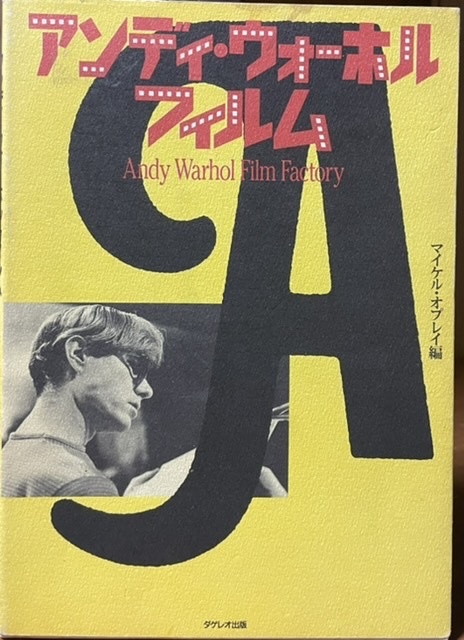 アンディ・ウォーホル
フィルム
Andy Warhol Film Factory
A
マイケル・オプレイ編
ダゲレオ出版